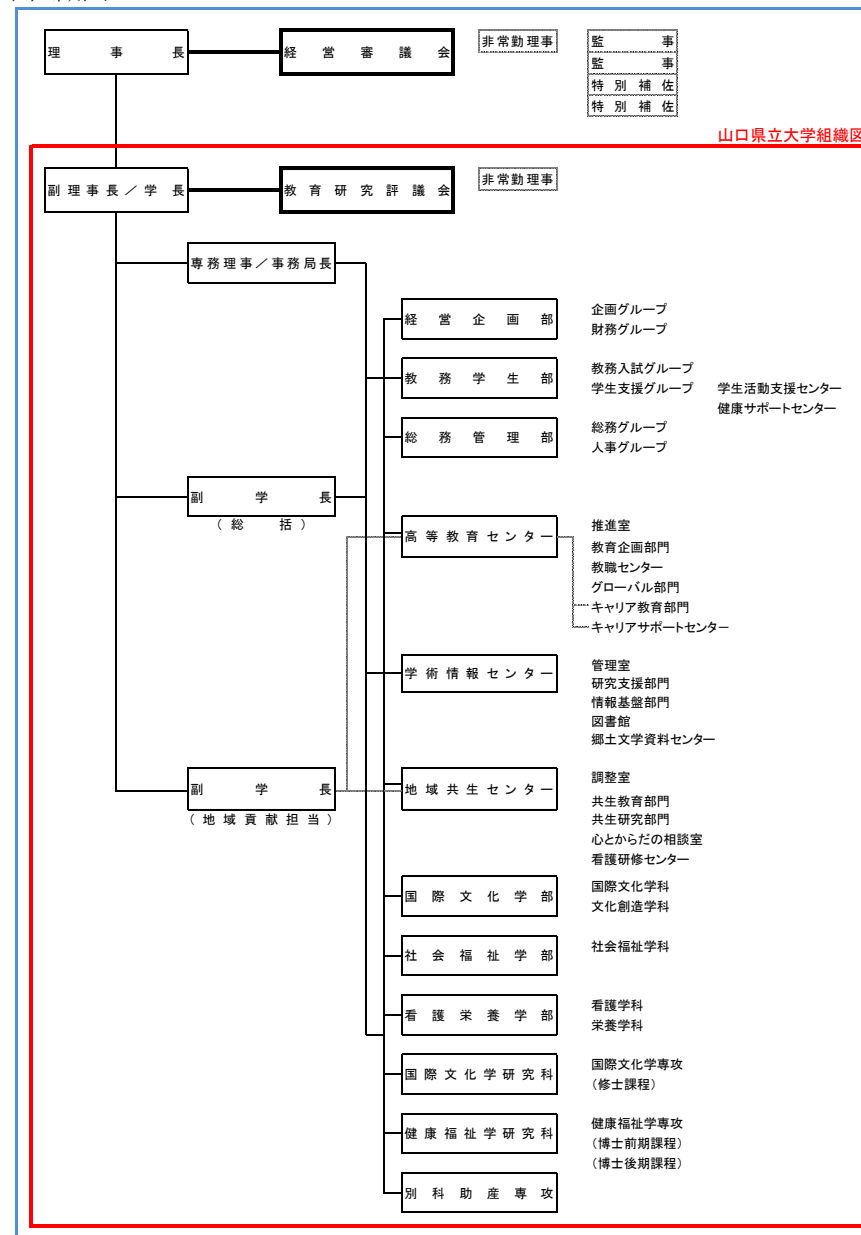 理事長 経営審議会 非常勤理事 監事
監事
特別補佐
特別補佐
山口県立大学組織図
副理事長／学長 教育研究評議会 非常勤理事
専務理事／事務局長
経営企画部 企画グループ
財務グループ
教務学生部 教務入試グループ
学生支援グループ 学生活動支援センター
健康サポートセンター
総務管理部 総務グループ
人事グループ
副学長
（総括）
高等教育センター 推進室
教育企画部門
教職センター
グローバル部門
キャリア教育部門
キャリアサポートセンター
学術情報センター 管理室
研究支援部門
情報基盤部門
図書館
郷土文学資料センター
副学長
（地域貢献担当）
地域共生センター 調整室
共生教育部門
共生研究部門
心とからだの相談室
看護研修センター
国際文化学部 国際文化学科
文化創造学科
社会福祉学部 社会福祉学科
看護栄養学部 看護学科
栄養学科
国際文化学研究科 国際文化学専攻
（修士課程）
健康福祉学研究科 健康福祉学専攻
（博士前期課程）
（博士後期課程）
別科助産専攻